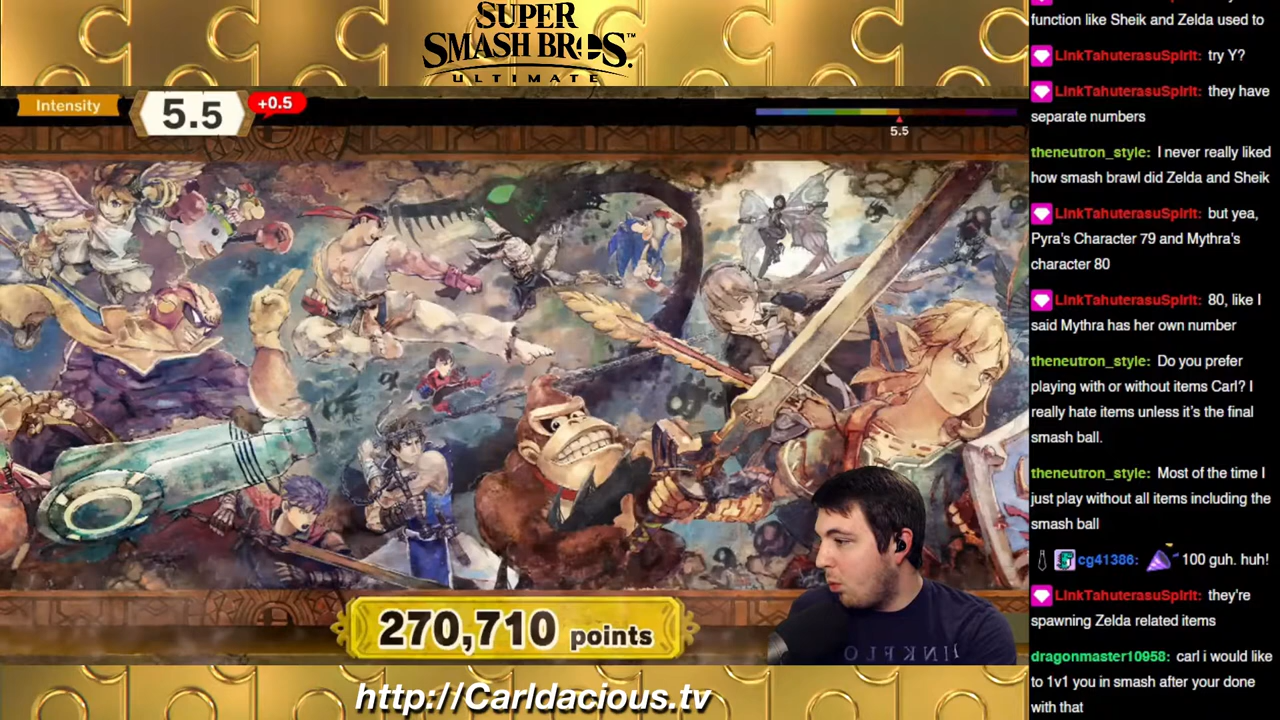 SUPER
SMASH BROS.™
ULTIMATE
Intensity
5.5
+0.5
5.5
270,710 points
http://Carldacious.tv
function like Sheik and Zelda used to
LinkTahuterasuSpirit: try Y?
LinkTahuterasuSpirit: they have
separate numbers
theneutron_style: I never really liked
how smash brawl did Zelda and Sheik
LinkTahuterasuSpirit: but yea,
Pyra's Character 79 and Mythra's
character 80
LinkTahuterasuSpirit: 80, like I
said Mythra has her own number
theneutron_style: Do you prefer
playing with or without items Carl? I
really hate items unless it's the final
smash ball.
theneutron_style: Most of the time I
just play without all items including the
smash ball
cg41386: 100 guh. huh!
LinkTahuterasuSpirit: they're
spawning Zelda related items
dragonmaster10958: carl i would like
to 1v1 you in smash after your done
with that